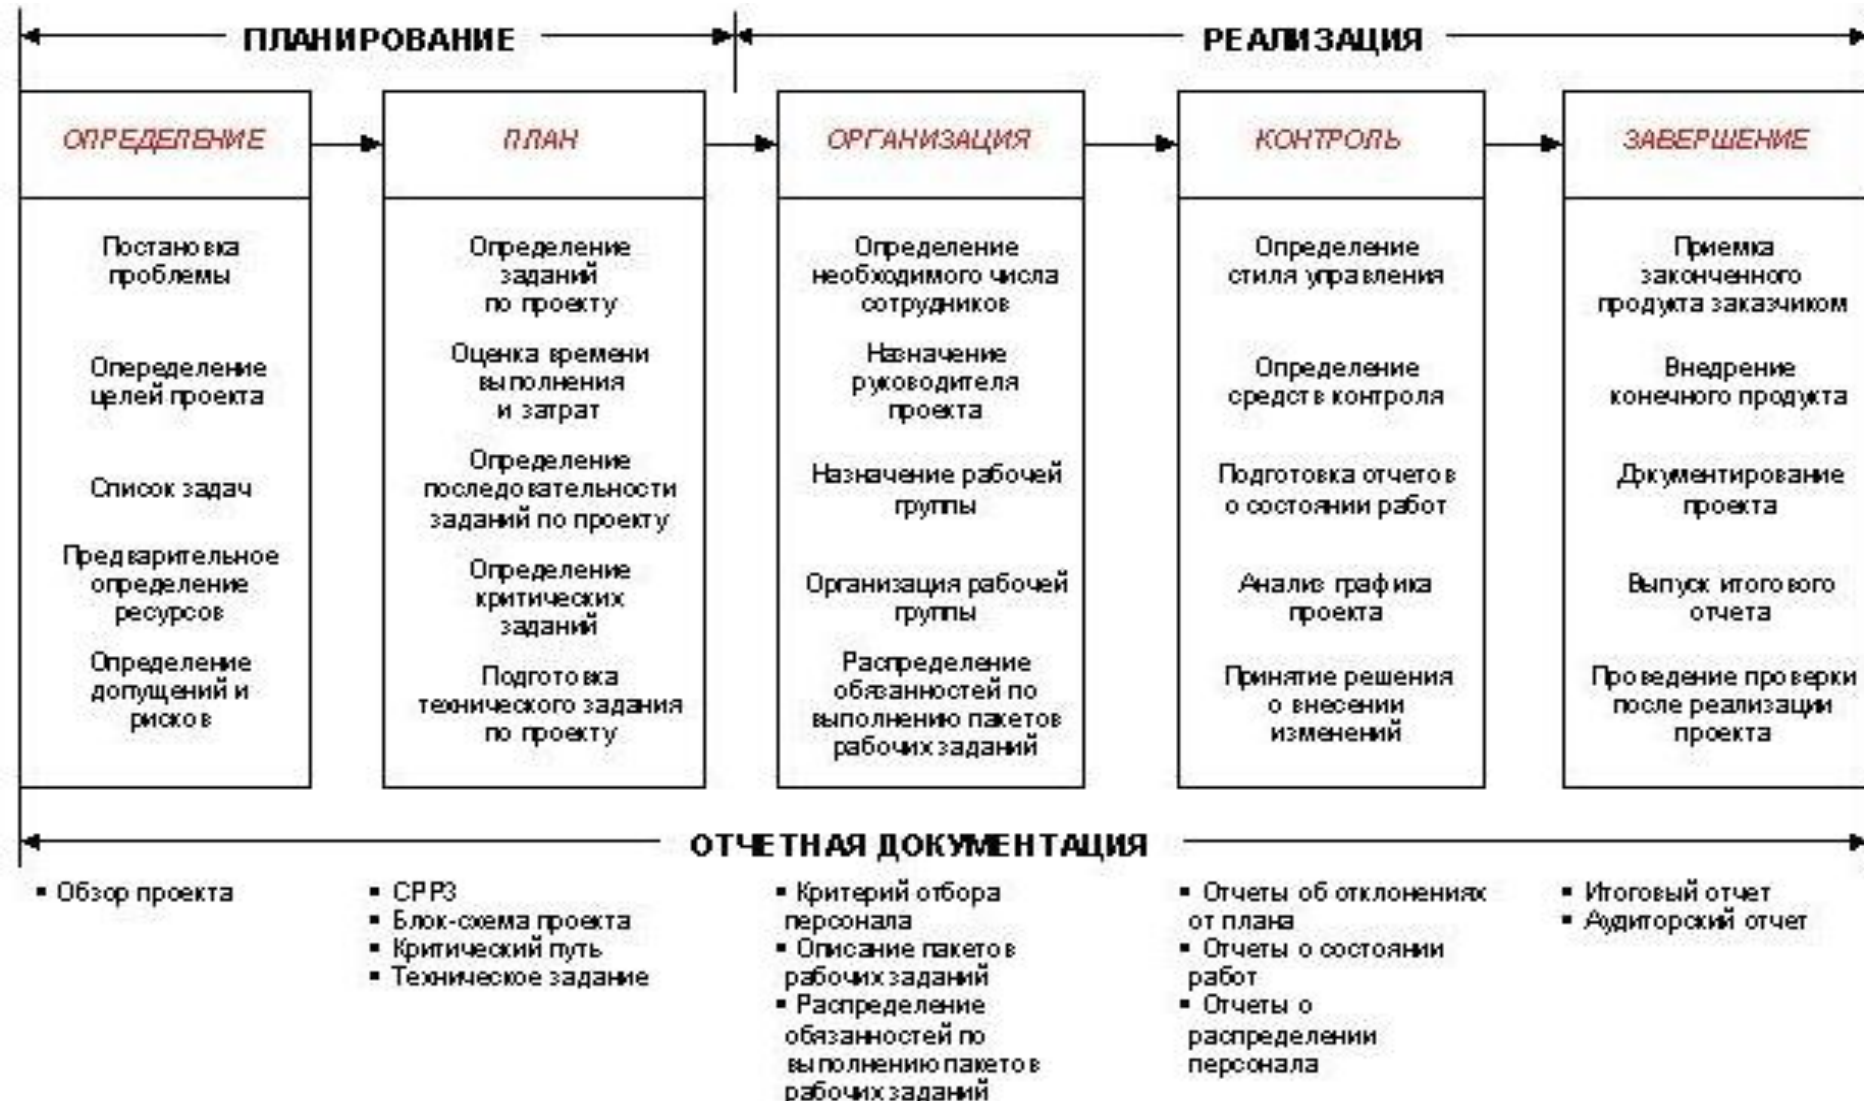 ПЛАНИРОВАНИЕ
РЕАЛИЗАЦИЯ
ОПРЕДЕЛЕНИЕ
Постановка
проблемы
Опеределение
целей проекта
Список задач
Предварительное
определение
ресурсов
Определение
допущений и
рисков
ПЛАН
Определение
заданий
по проекту
Оценка времени
выполнения
и затрат
Определение
последовательности
заданий по проекту
Определение
критических
заданий
Подготовка
технического задания
по проекту
ОРГАНИЗАЦИЯ
Определение
необходимого числа
сотрудников
Назначение
руководителя
проекта
Назначение рабочей
группы
Организация рабочей
группы
Распределение
обязанностей по
выполнению пакетов
рабочих заданий
КОНТРОЛЬ
Определение
стиля управления
Определение
средств контроля
Подготовка отчетов
о состоянии работ
Анализ графика
проекта
Принятие решения
о внесении
изменений
ЗАВЕРШЕНИЕ
Приемка
законченного
продукта заказчиком
Внедрение
конечного продукта
Документирование
проекта
Выпуск итогового
отчета
Проведение проверки
после реализации
проекта
ОТЧЕТНАЯ ДОКУМЕНТАЦИЯ
▪ Обзор проекта
▪ СРРЗ
▪ Блок-схема проекта
▪ Критический путь
▪ Техническое задание
▪ Критерий отбора
персонала
▪ Описание пакетов
рабочих заданий
▪ Распределение
обязанностей по
выполнению пакетов
рабочих заданий
▪ Отчеты об отклонениях
от плана
▪ Отчеты о состоянии
работ
▪ Отчеты о
распределении
персонала
▪ Итоговый отчет
▪ Аудиторский отчет